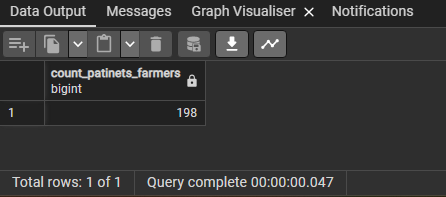 Data Output Messages Graph Visualiser × Notifications
count_patinets_farmers
bigint
1 198
Total rows: 1 of 1 Query complete 00:00:00.047